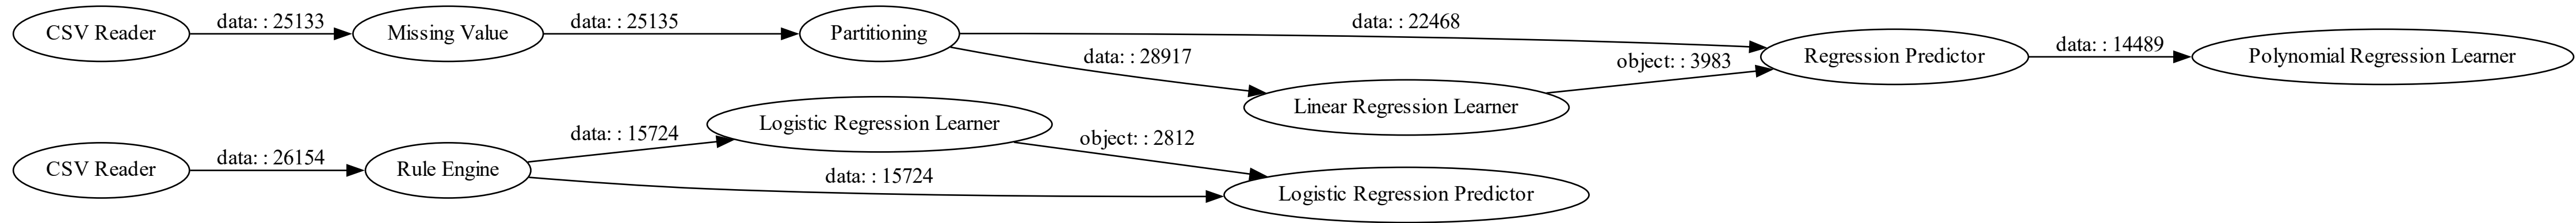 CSV Reader
data: : 25133
Missing Value
data: : 25135
Partitioning
data: : 22468
data: : 28917
Linear Regression Learner
object: : 3983
Regression Predictor
data: : 14489
Polynomial Regression Learner
CSV Reader
data: : 26154
Rule Engine
data: : 15724
Logistic Regression Learner
object: : 2812
data: : 15724
Logistic Regression Predictor